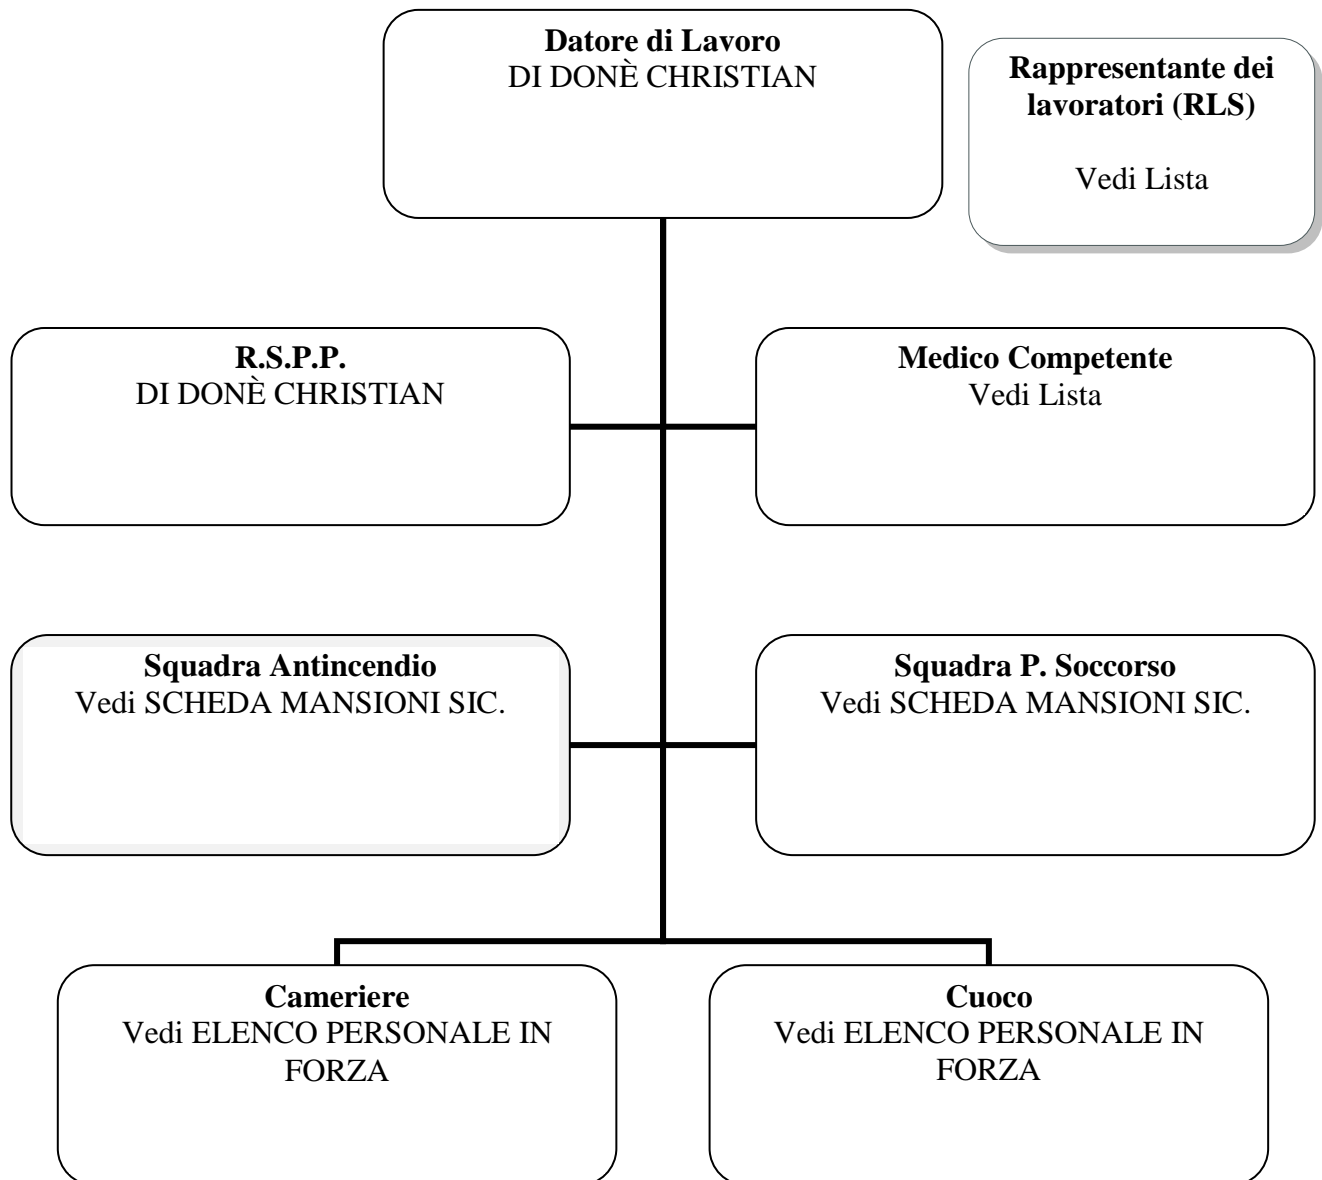 Datore di Lavoro
DI DONÈ CHRISTIAN
Rappresentante dei
lavoratori (RLS)
Vedi Lista
R.S.P.P.
DI DONÈ CHRISTIAN
Medico Competente
Vedi Lista
Squadra Antincendio
Vedi SCHEDA MANSIONI SIC.
Squadra P. Soccorso
Vedi SCHEDA MANSIONI SIC.
Cameriere
Vedi ELENCO PERSONALE IN
FORZA
Cuoco
Vedi ELENCO PERSONALE IN
FORZA